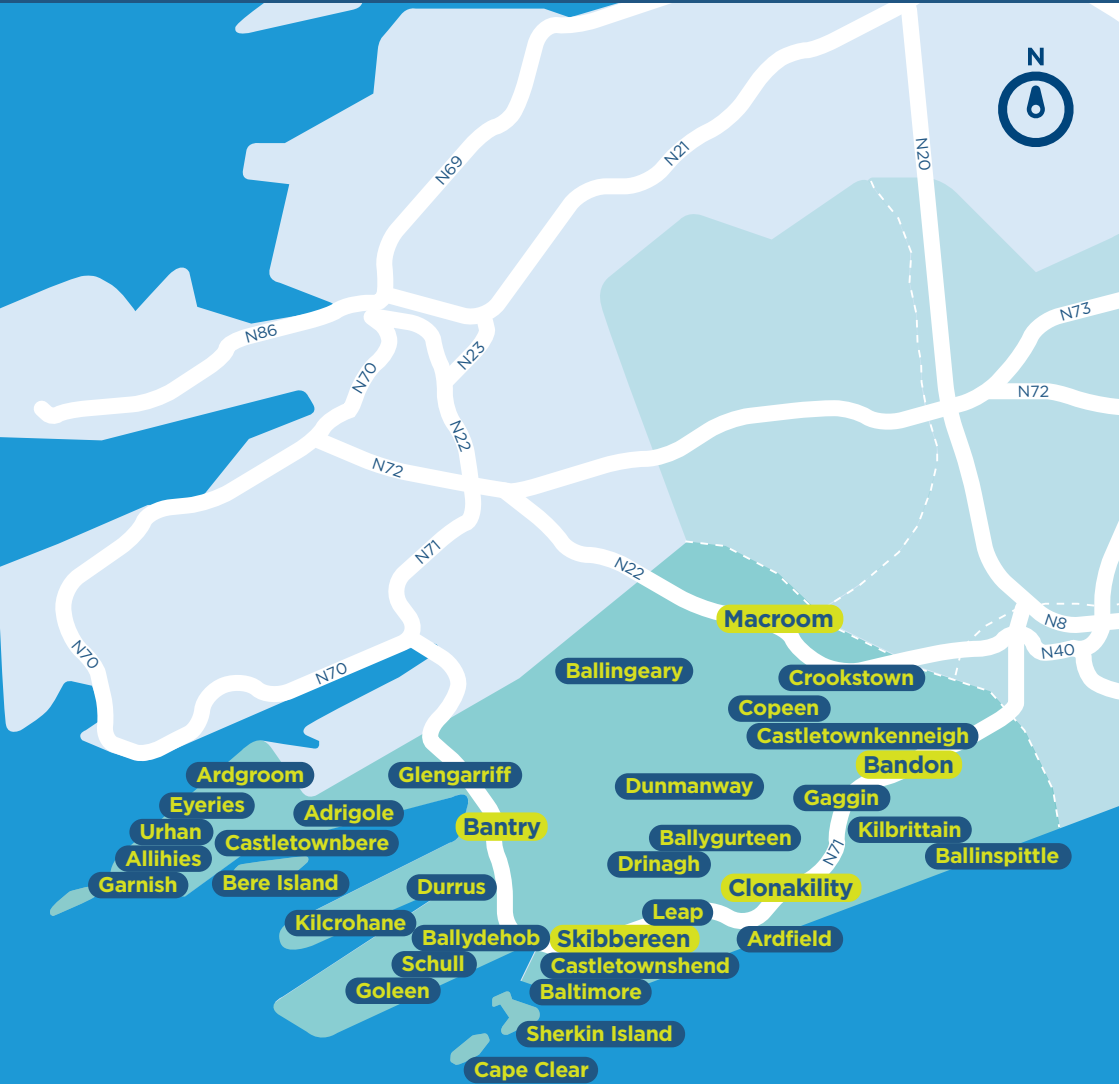 N
N20
N69
N21
N73
N86
N23
N70
N72
N22
N72
N71
N22
Macroom
N8
N40
N70
N70
Ballingeary
Crookstown
Copeen
Castletownkenneigh
Bandon
Ardgroom
Glengarriff
Dunmanway
Gaggin
Eyeries
Adrigole
Bantry
Kilbrittain
Urhan
Castletownbere
Ballygurteen
N71
Allihies
Drinagh
Ballinspittle
Garnish
Bere Island
Durrus
Clonakility
Leap
Kilcrohane
Ballydehob
Skibbereen
Ardfield
Schull
Castletownshend
Goleen
Baltimore
Sherkin Island
Cape Clear